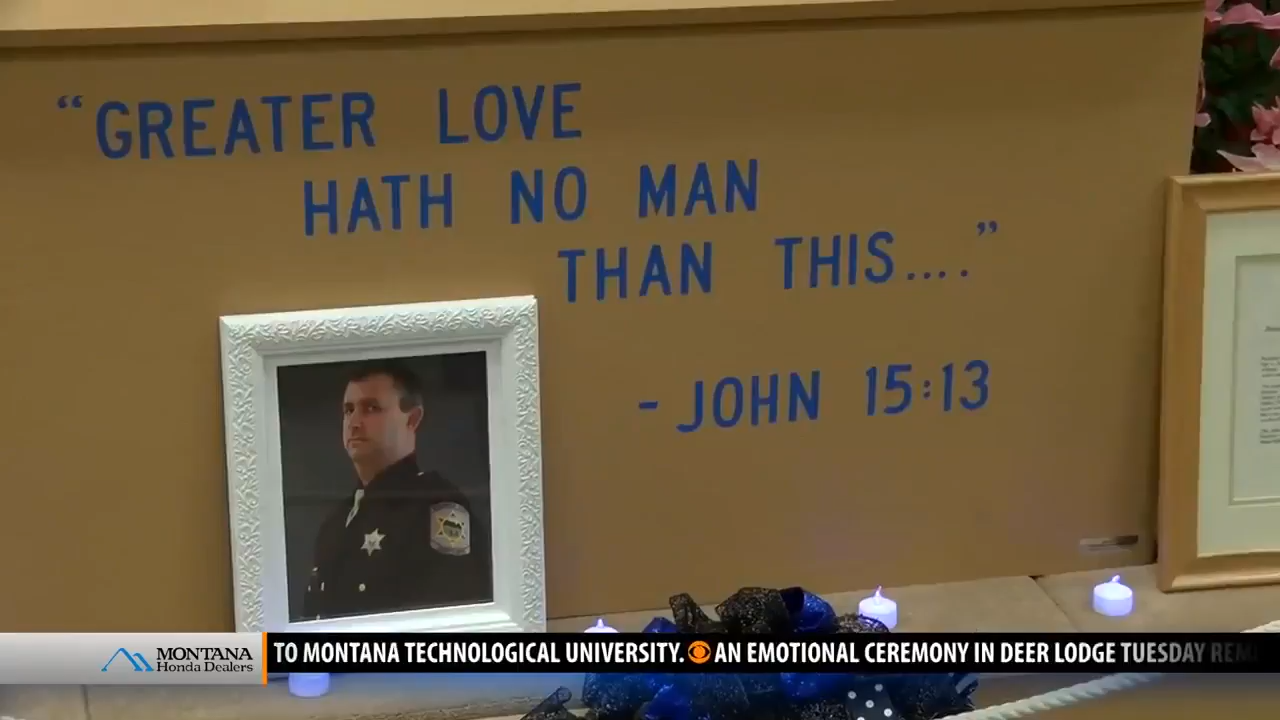 “GREATER LOVE
HATH NO MAN
THAN THIS....”
- JOHN 15:13
MONTANA
Honda Dealers
TO MONTANA TECHNOLOGICAL UNIVERSITY. AN EMOTIONAL CEREMONY IN DEER LODGE TUESDAY